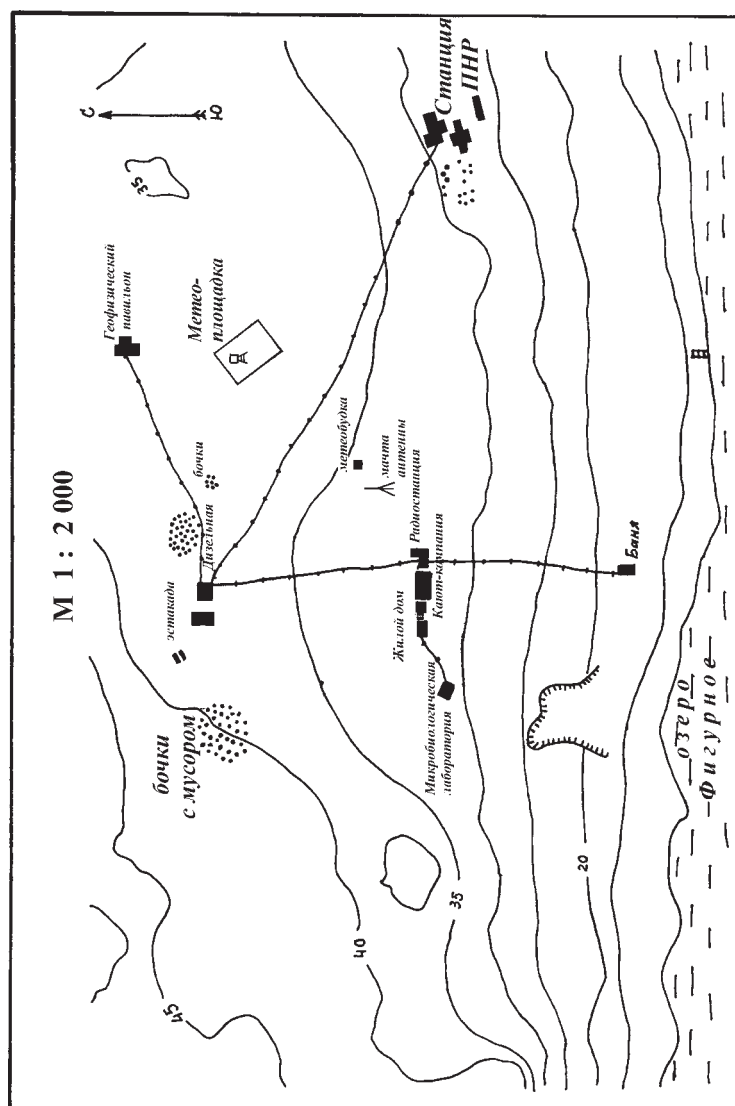 М 1 : 2 000
С
Ю
35
Геофизический
павильон
Метео-
площадка
Станция
ПНР
бочки
Дизельная
эстакада
метеобудка
мачта
антенны
Радиостанция
Кают-компания
Жилой дом
Микробиологическая
лаборатория
Баня
бочки
с мусором
45
40
35
20
озеро
Фигурное